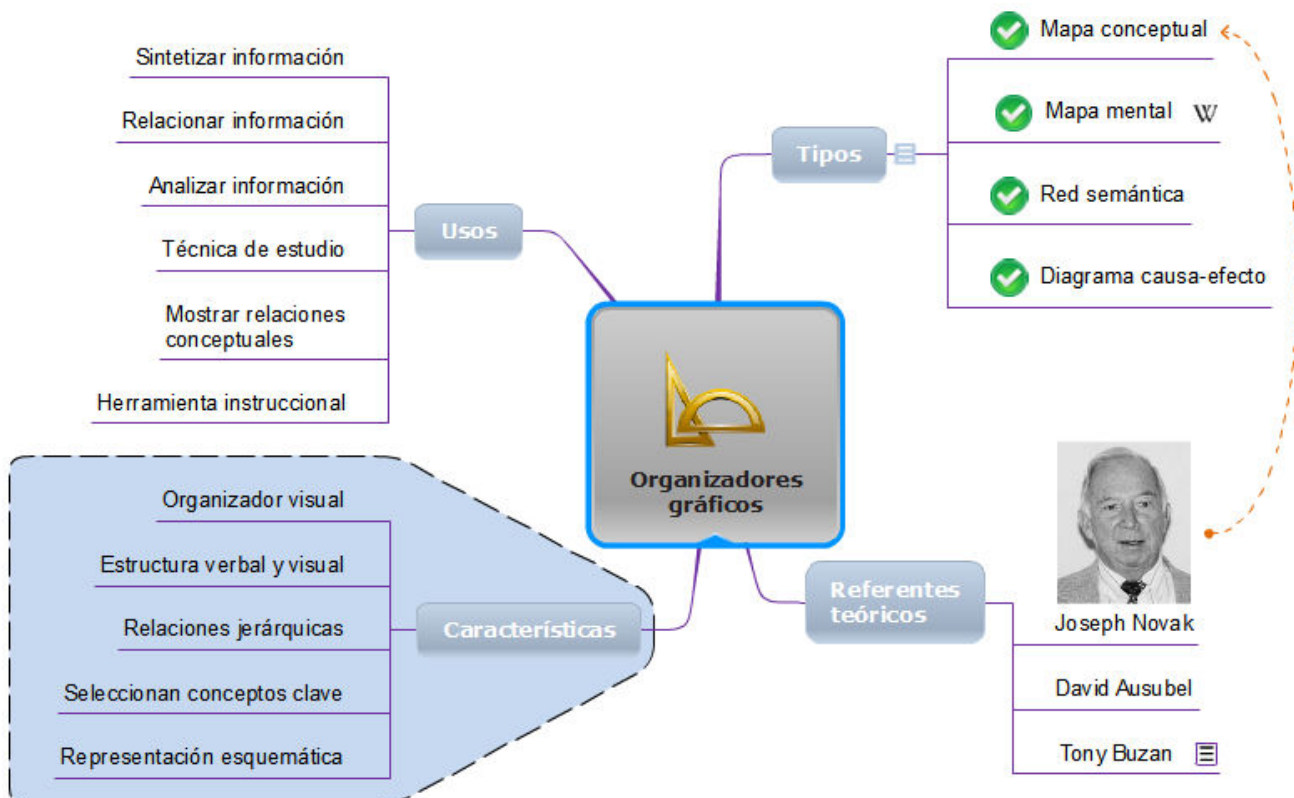 Sintetizar información
Relacionar información
Analizar información
Técnica de estudio
Mostrar relaciones
conceptuales
Herramienta instruccional
Usos
Tipos
Mapa conceptual
Mapa mental W
Red semántica
Diagrama causa-efecto
Organizadores
gráficos
Organizador visual
Estructura verbal y visual
Relaciones jerárquicas
Seleccionan conceptos clave
Representación esquemática
Características
Referentes
teóricos
Joseph Novak
David Ausubel
Tony Buzan